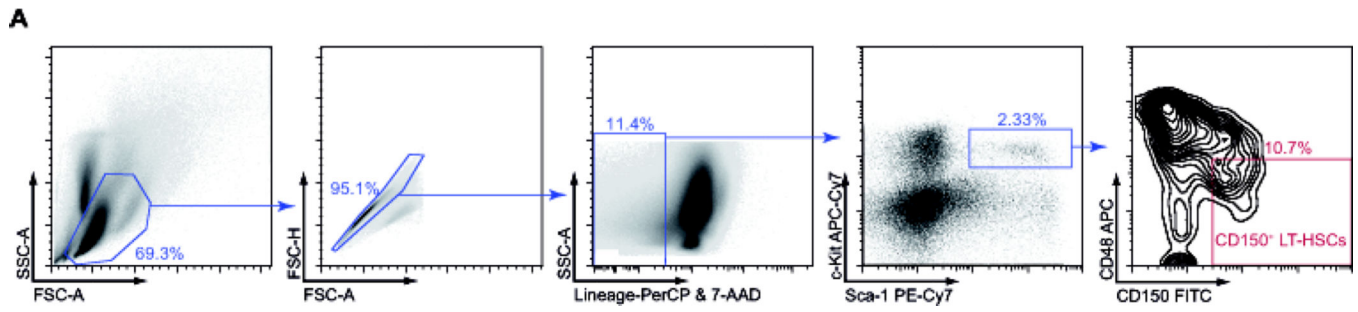 A
SSC-A
69.3%
FSC-A
FSC-H
95.1%
FSC-A
SSC-A
11.4%
Lineage-PerCP & 7-AAD
c-Kit APC-Cy7
2.33%
Sca-1 PE-Cy7
CD48 APC
10.7%
CD150⁺ LT-HSCs
CD150 FITC